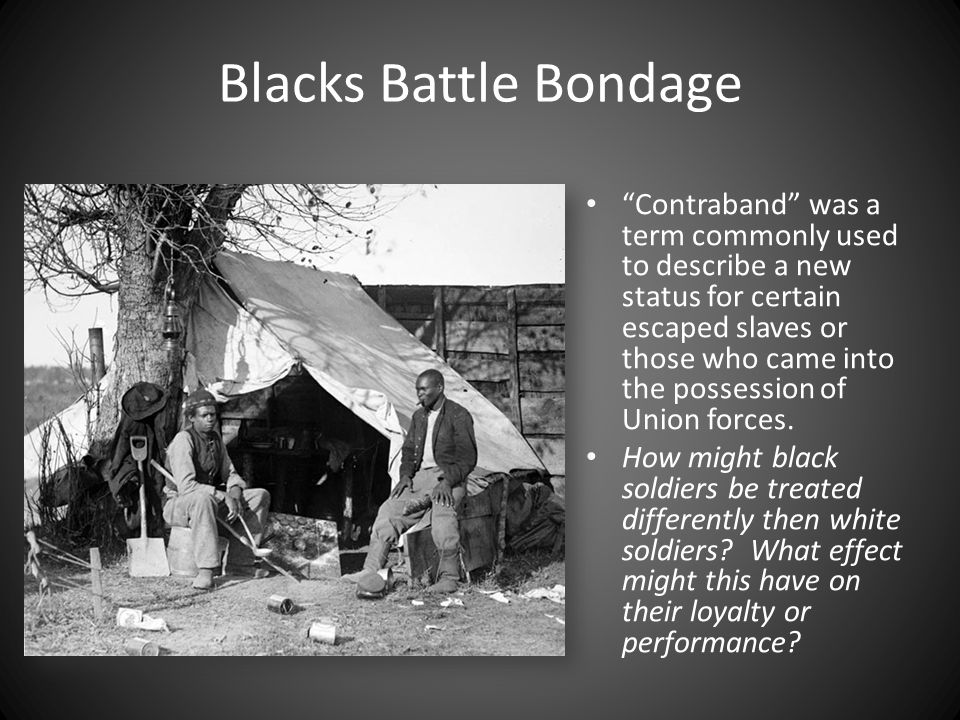 Blacks Battle Bondage
• “Contraband” was a
term commonly used
to describe a new
status for certain
escaped slaves or
those who came into
the possession of
Union forces.
• How might black
soldiers be treated
differently then white
soldiers?  What effect
might this have on
their loyalty or
performance?